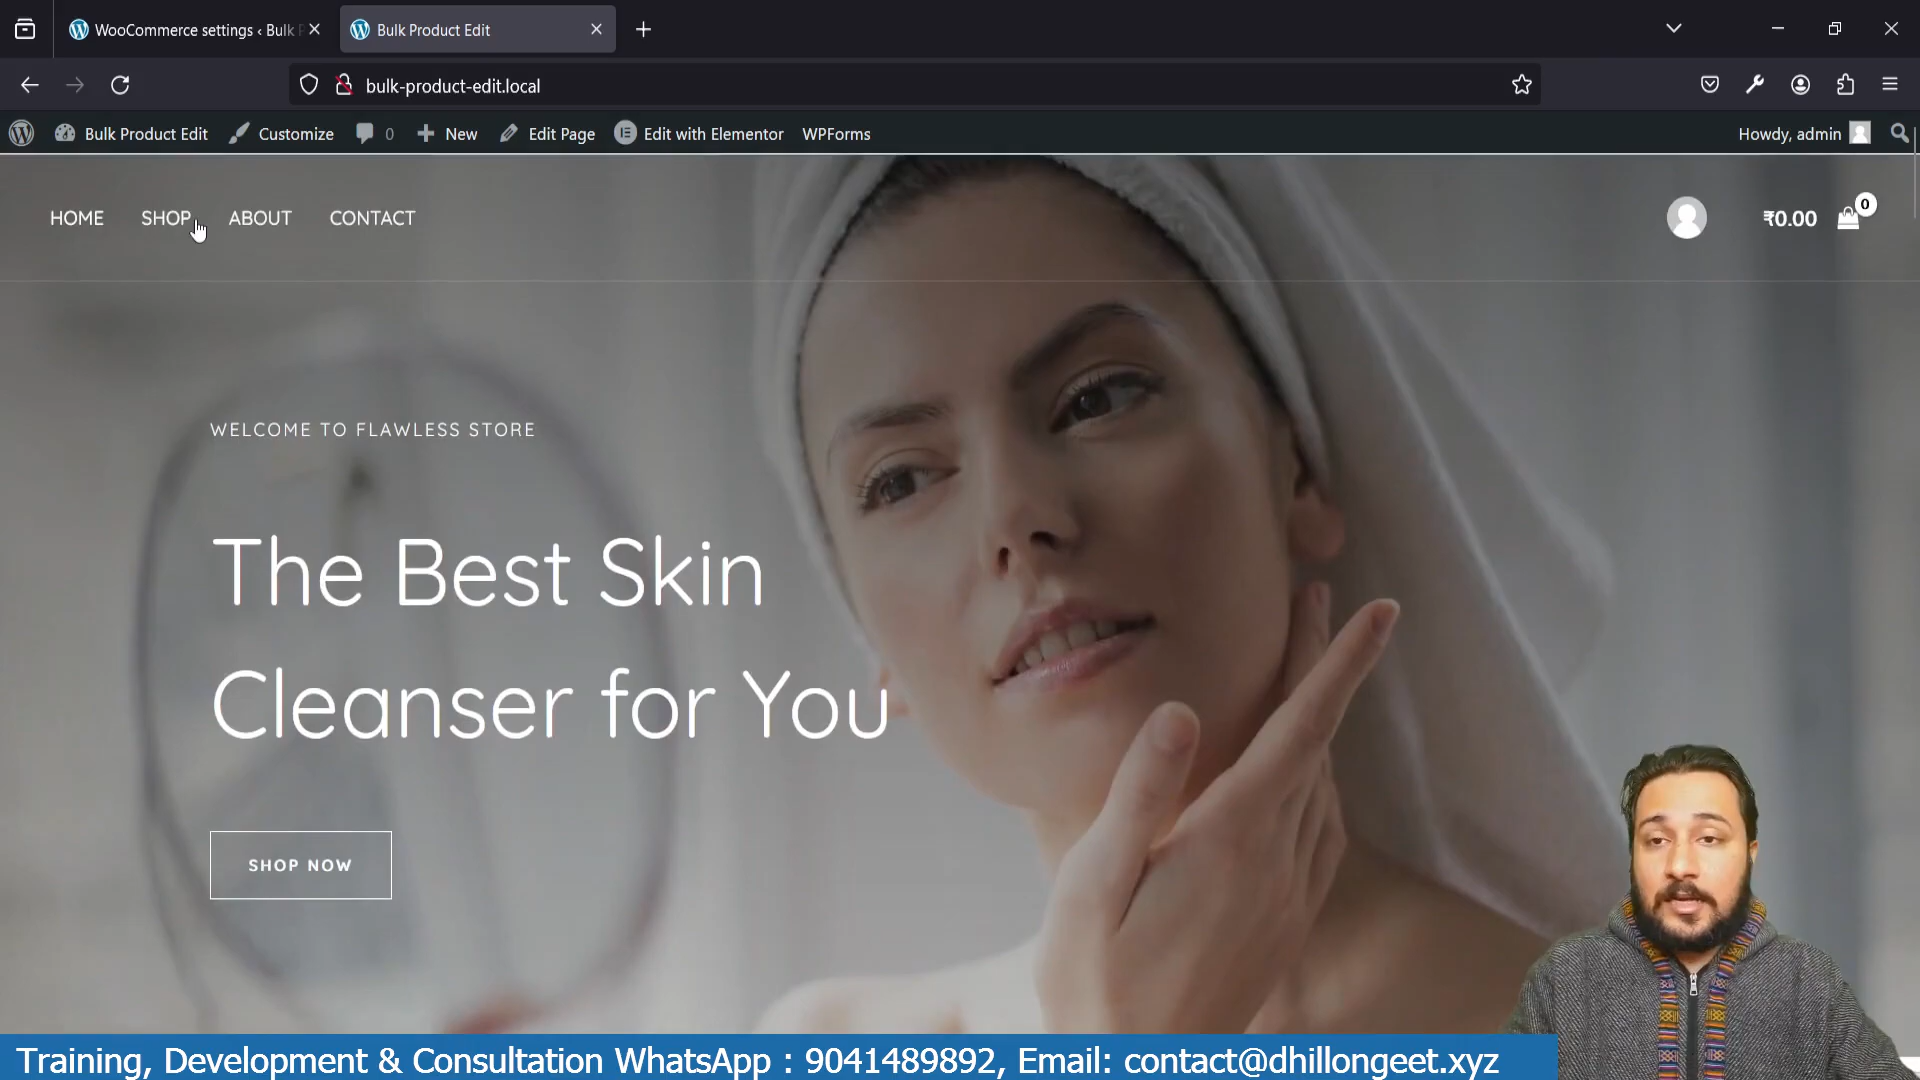 WooCommerce settings ‹ Bulk P
Bulk Product Edit
bulk-product-edit.local
Bulk Product Edit
Customize
0
New
Edit Page
Edit with Elementor
WPForms
Howdy, admin
HOME
SHOP
ABOUT
CONTACT
₹0.00
0
WELCOME TO FLAWLESS STORE
The Best Skin
Cleanser for You
SHOP NOW
Training, Development & Consultation WhatsApp : 9041489892, Email: contact@dhillongeet.xyz